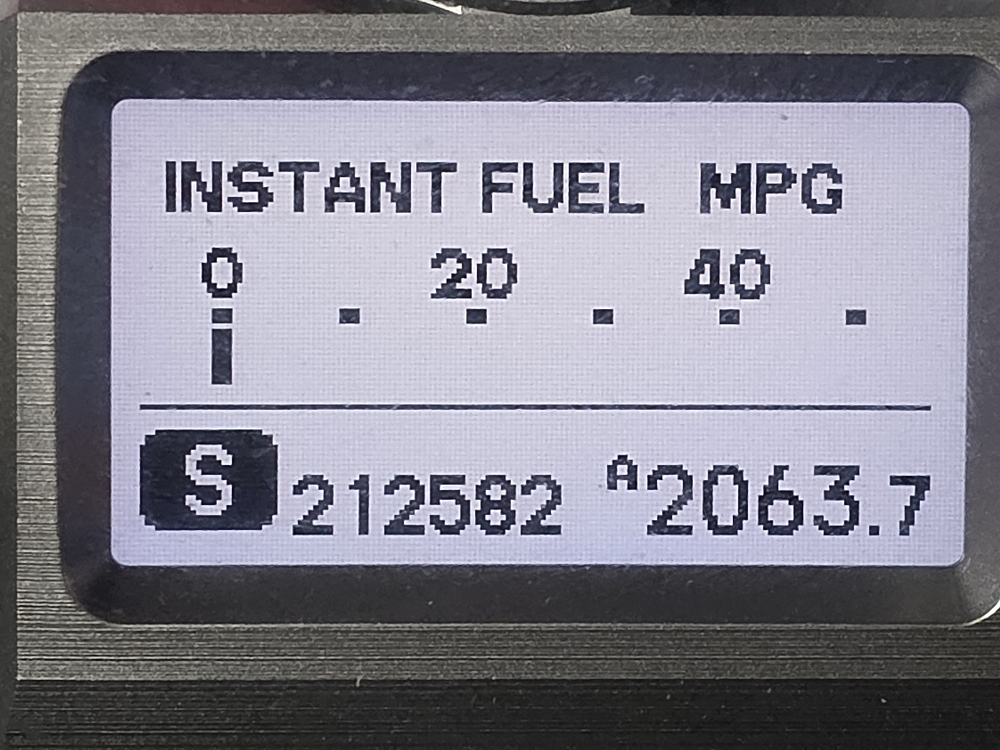 INSTANT FUEL MPG
0 20 40
S 212582 A2063.7